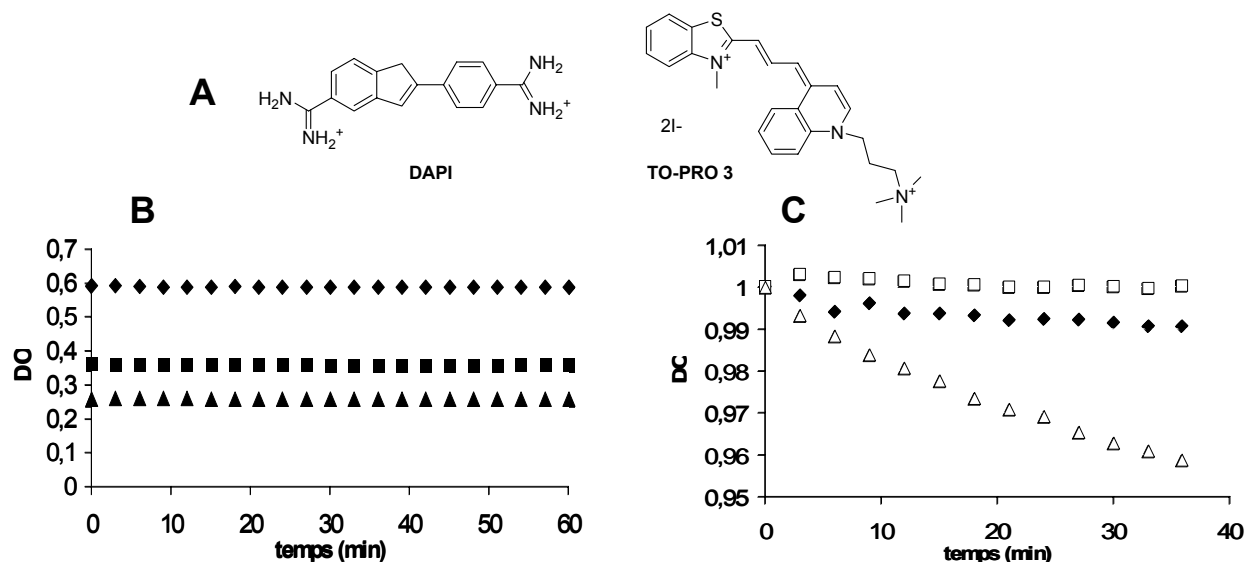 A
H2N
NH2+
NH2
NH2+
DAPI
S
N+
N
N+
2I-
TO-PRO 3
B
0,7
0,6
0,5
0,4
0,3
0,2
0,1
0
DO
0 10 20 30 40 50 60
temps (min)
C
1,01
1
0,99
0,98
0,97
0,96
0,95
DO
0 10 20 30 40
temps (min)